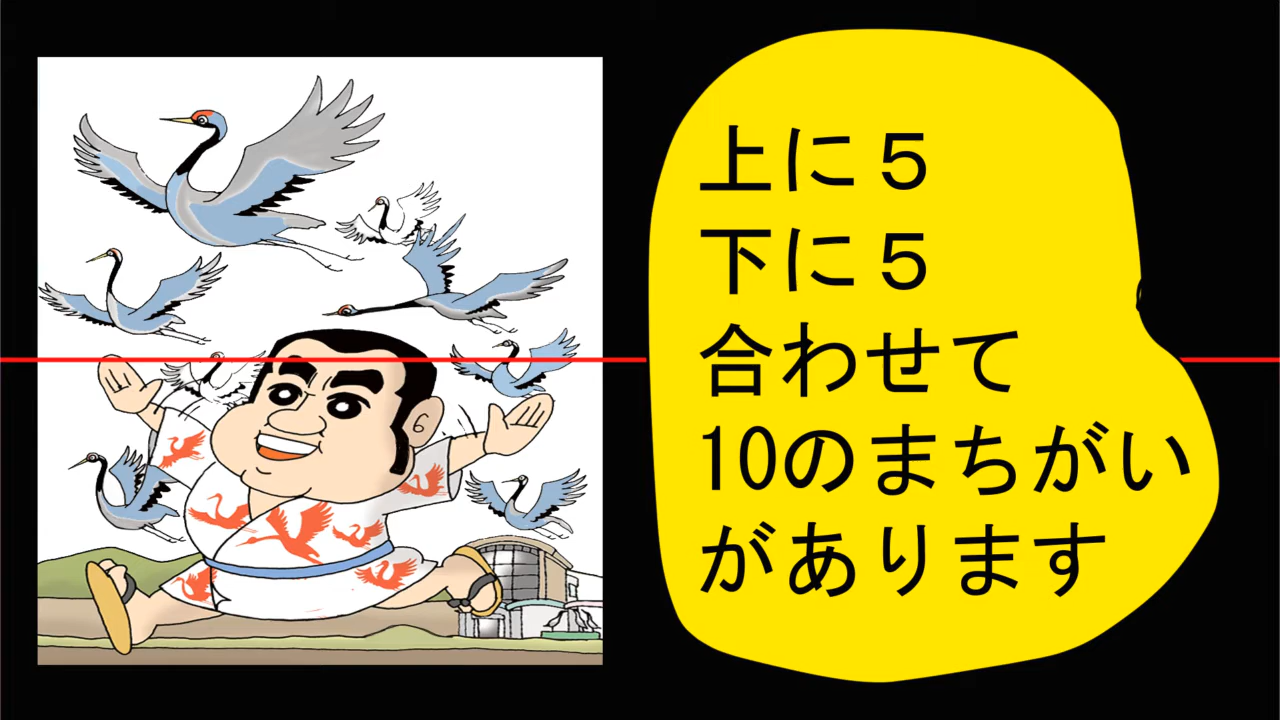 上に５
下に５
合わせて
10のまちがい
があります